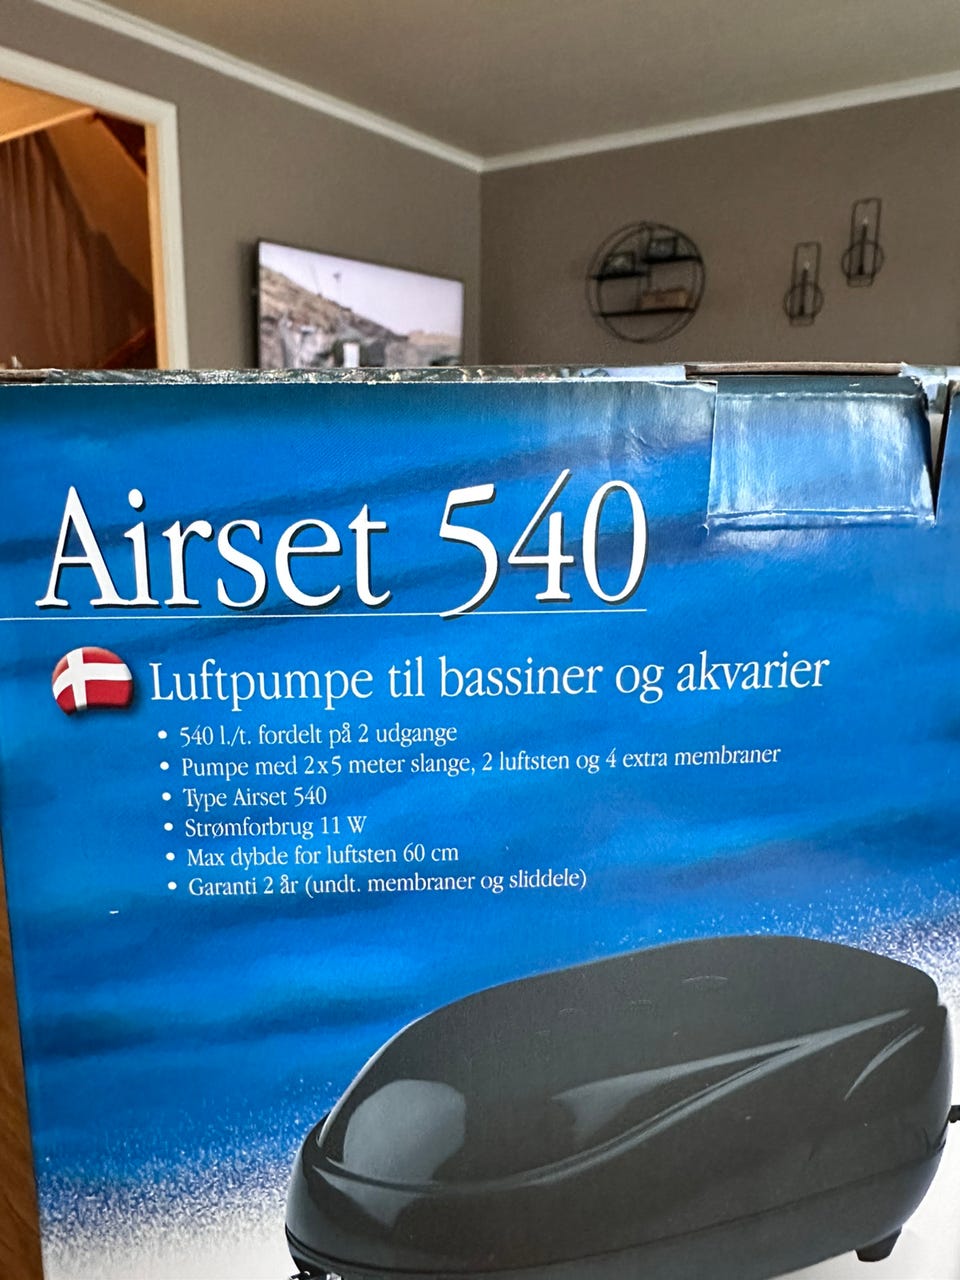 Airset 540
Luftpumpe til bassiner og akvarier
• 540 l./t. fordelt på 2 udgange
• Pumpe med 2x5 meter slange, 2 luftsten og 4 extra membraner
• Type Airset 540
• Strømforbrug 11 W
• Max dybde for luftsten 60 cm
• Garanti 2 år (undt. membraner og sliddele)